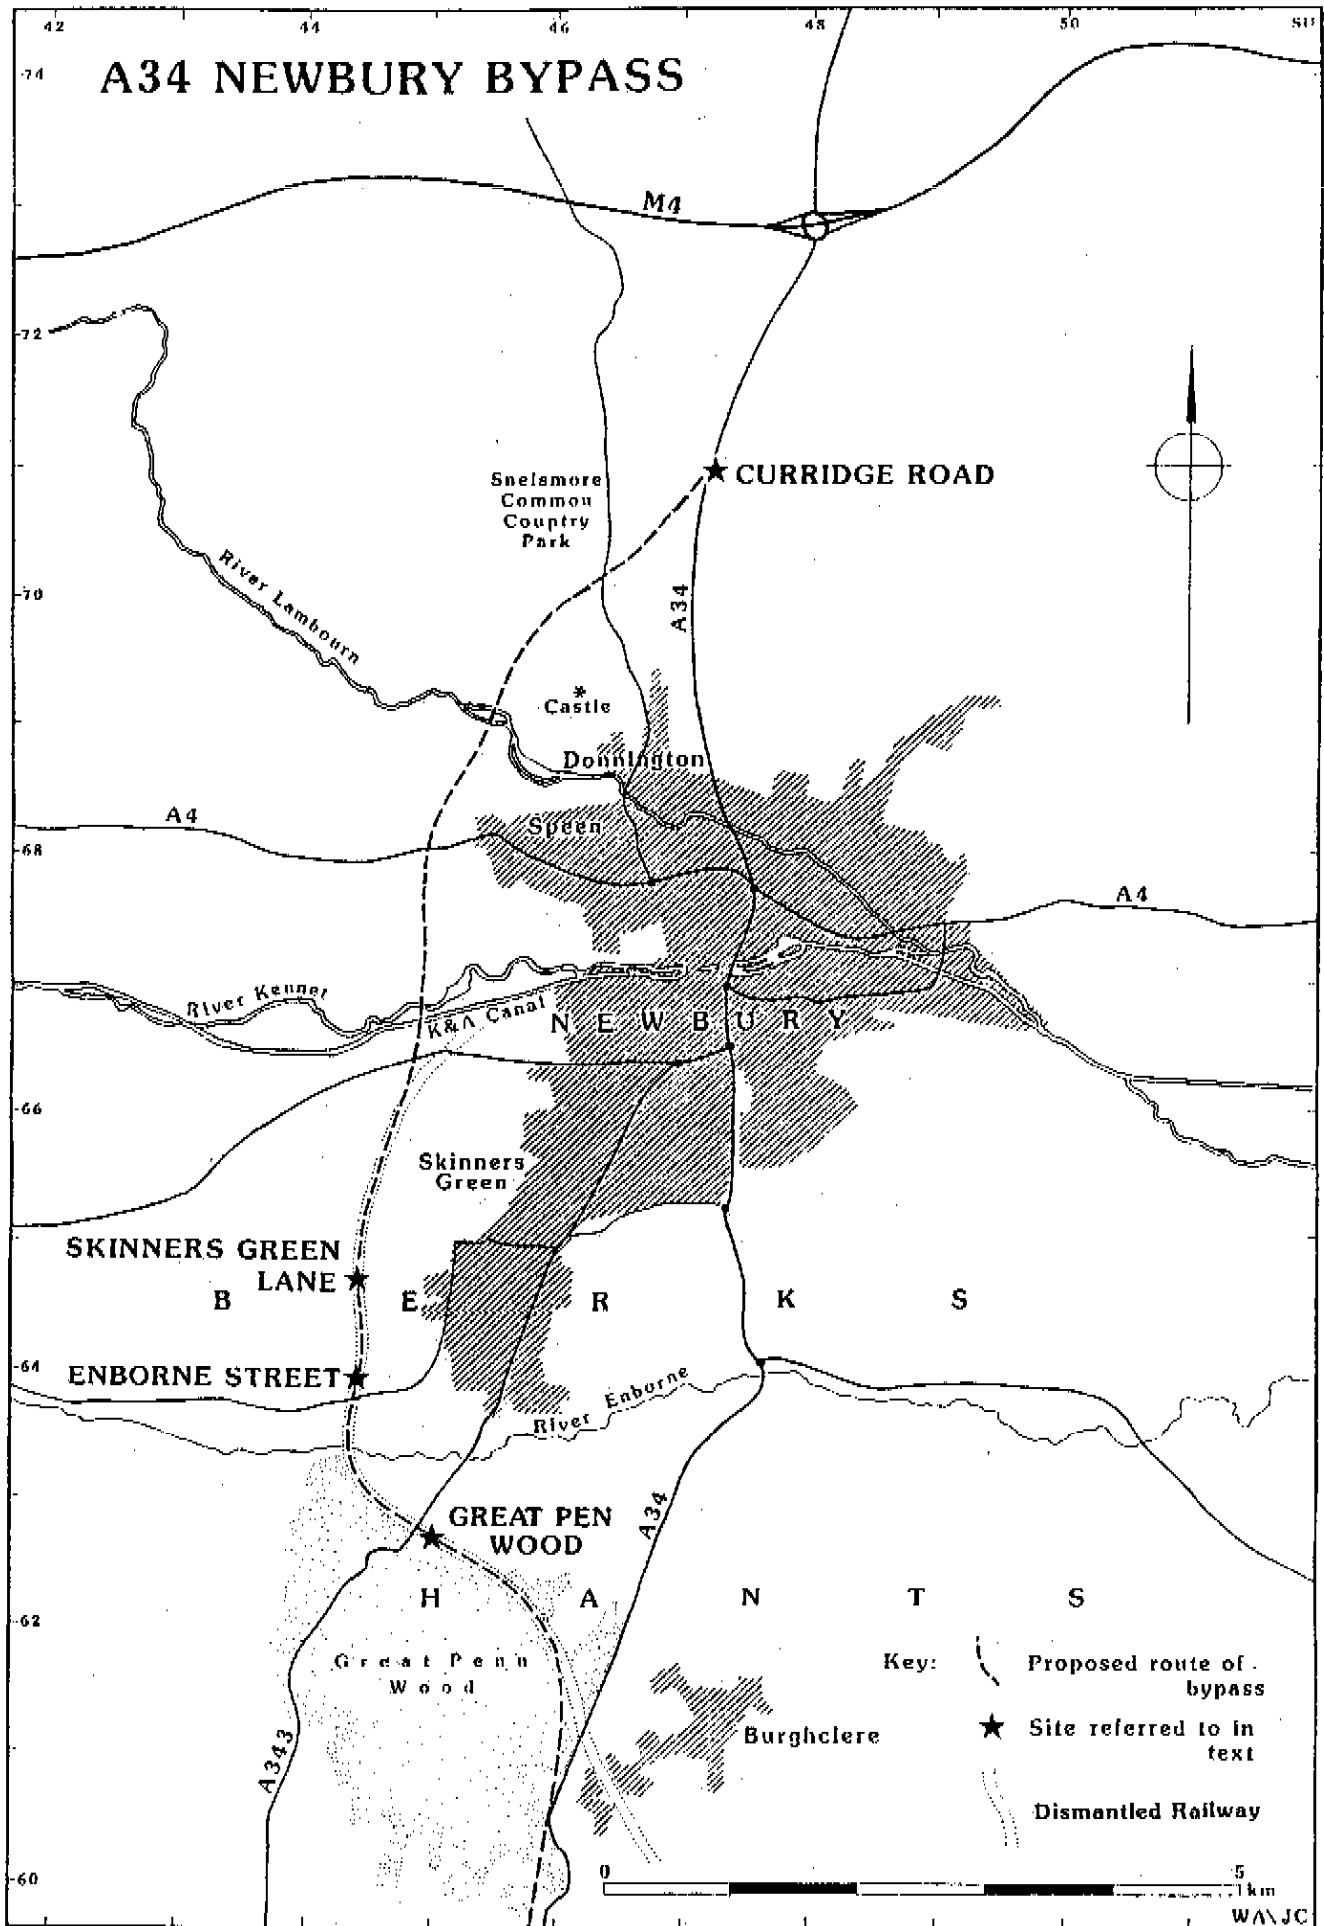 42 44 46 48 50 SU
74
A34 NEWBURY BYPASS
M4
72
CURRIDGE ROAD
Snelsmore
Common
Country
Park
River Lambourn
70
A34
*
Castle
Donnington
A4
Speen
68
A4
River Kennet
K&A Canal
NEWBURY
66
Skinners
Green
SKINNERS GREEN
LANE
B E R K S
64
ENBORNE STREET
River Enborne
GREAT PEN
WOOD
A34
H A N T S
62
Great Penn
Wood
Key:
Proposed route of
bypass
Site referred to in
text
Burghclere
A343
Dismantled Railway
60
0 5
km
WA\JC